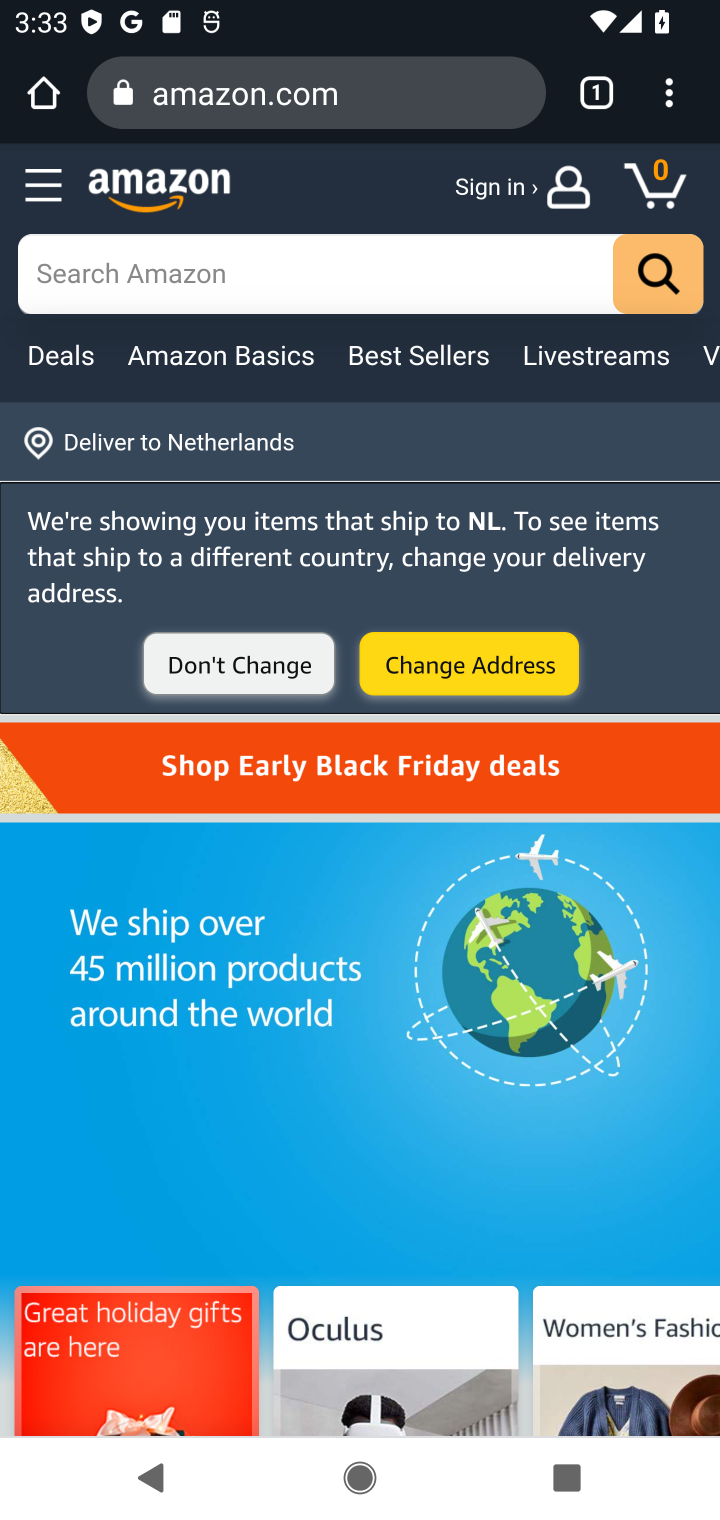 3:33
amazon.com
1
amazon
Sign in ›
0
Search Amazon
Deals Amazon Basics Best Sellers Livestreams V
Deliver to Netherlands
We're showing you items that ship to NL. To see items
that ship to a different country, change your delivery
address.
Don't Change
Change Address
Shop Early Black Friday deals
We ship over
45 million products
around the world
Great holiday gifts
are here
Oculus
Women's Fashio